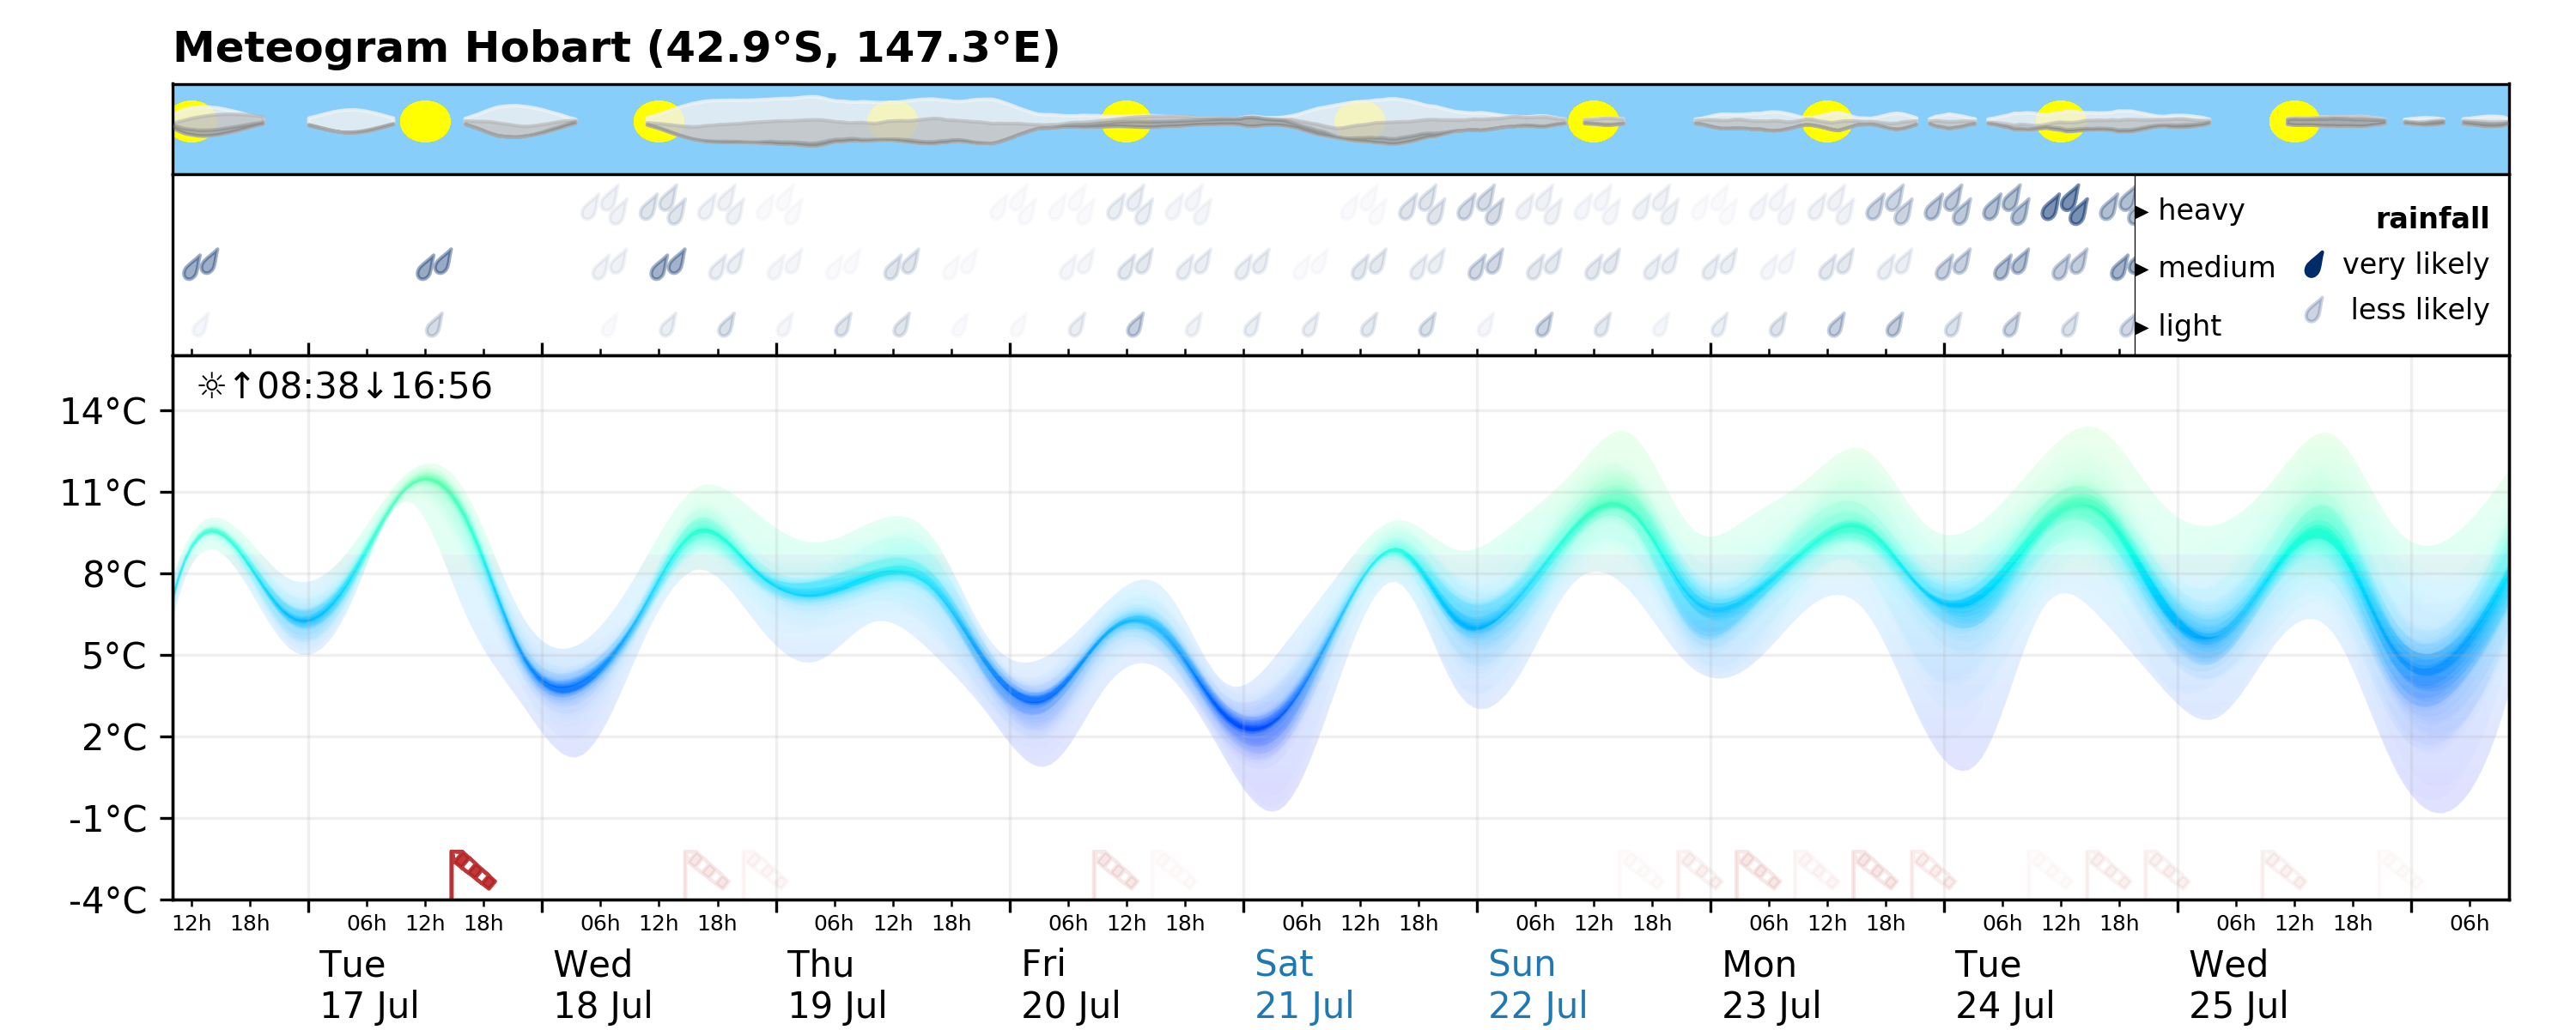 Meteogram Hobart (42.9°S, 147.3°E)
▸ heavy
rainfall
▸ medium
very likely
less likely
▸ light
☼↑08:38↓16:56
14°C
11°C
8°C
5°C
2°C
-1°C
-4°C
12h 18h 06h 12h 18h 06h 12h 18h 06h 12h 18h 06h 12h 18h 06h 12h 18h 06h 12h 18h 06h 12h 18h 06h 12h 18h 06h 12h 18h 06h
Tue Wed Thu Fri Sat Sun Mon Tue Wed
17 Jul 18 Jul 19 Jul 20 Jul 21 Jul 22 Jul 23 Jul 24 Jul 25 Jul